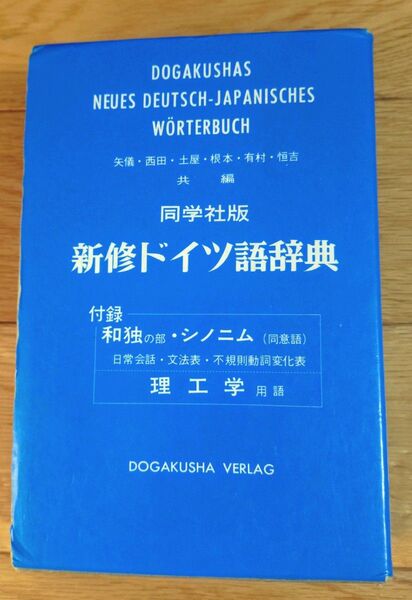 DOGAKUSHAS
NEUES DEUTSCH-JAPANISCHES
WÖRTERBUCH
矢儀・西田・土屋・根本・有村・恒吉
共編
同学社版
新修ドイツ語辞典
付録
和独の部・シノニム（同意語）
日常会話・文法表・不規則動詞変化表
理工学用語
DOGAKUSHA VERLAG